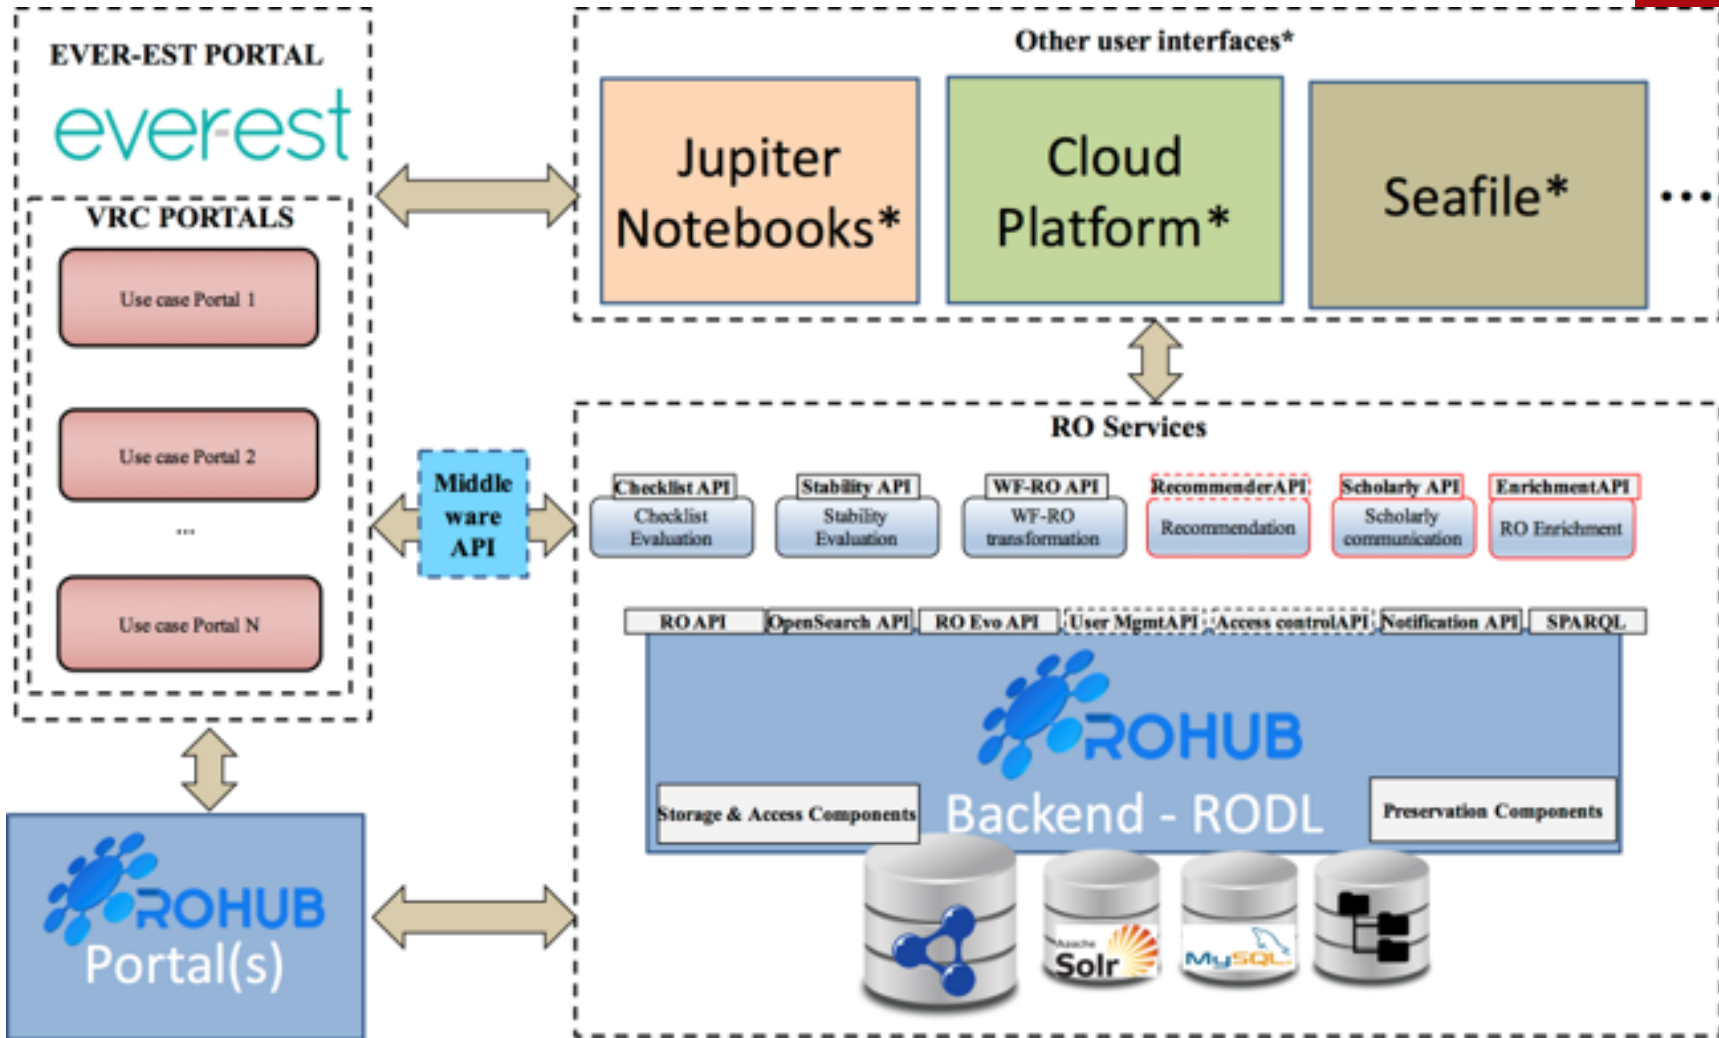 EVER-EST PORTAL
ever-est
VRC PORTALS
Use case Portal 1
Use case Portal 2
...
Use case Portal N
Other user interfaces*
Jupiter
Notebooks*
Cloud
Platform*
Seafile*
...
Middle
ware
API
RO Services
Checklist API
Checklist
Evaluation
Stability API
Stability
Evaluation
WF-RO API
WF-RO
transformation
RecommenderAPI
Recommendation
Scholarly API
Scholarly
communication
EnrichmentAPI
RO Enrichment
RO API
OpenSearch API
RO Evo API
User MgmtAPI
Access controlAPI
Notification API
SPARQL
ROHUB
Backend - RODL
Storage & Access Components
Preservation Components
Apache
Solr
MySQL
ROHUB
Portal(s)